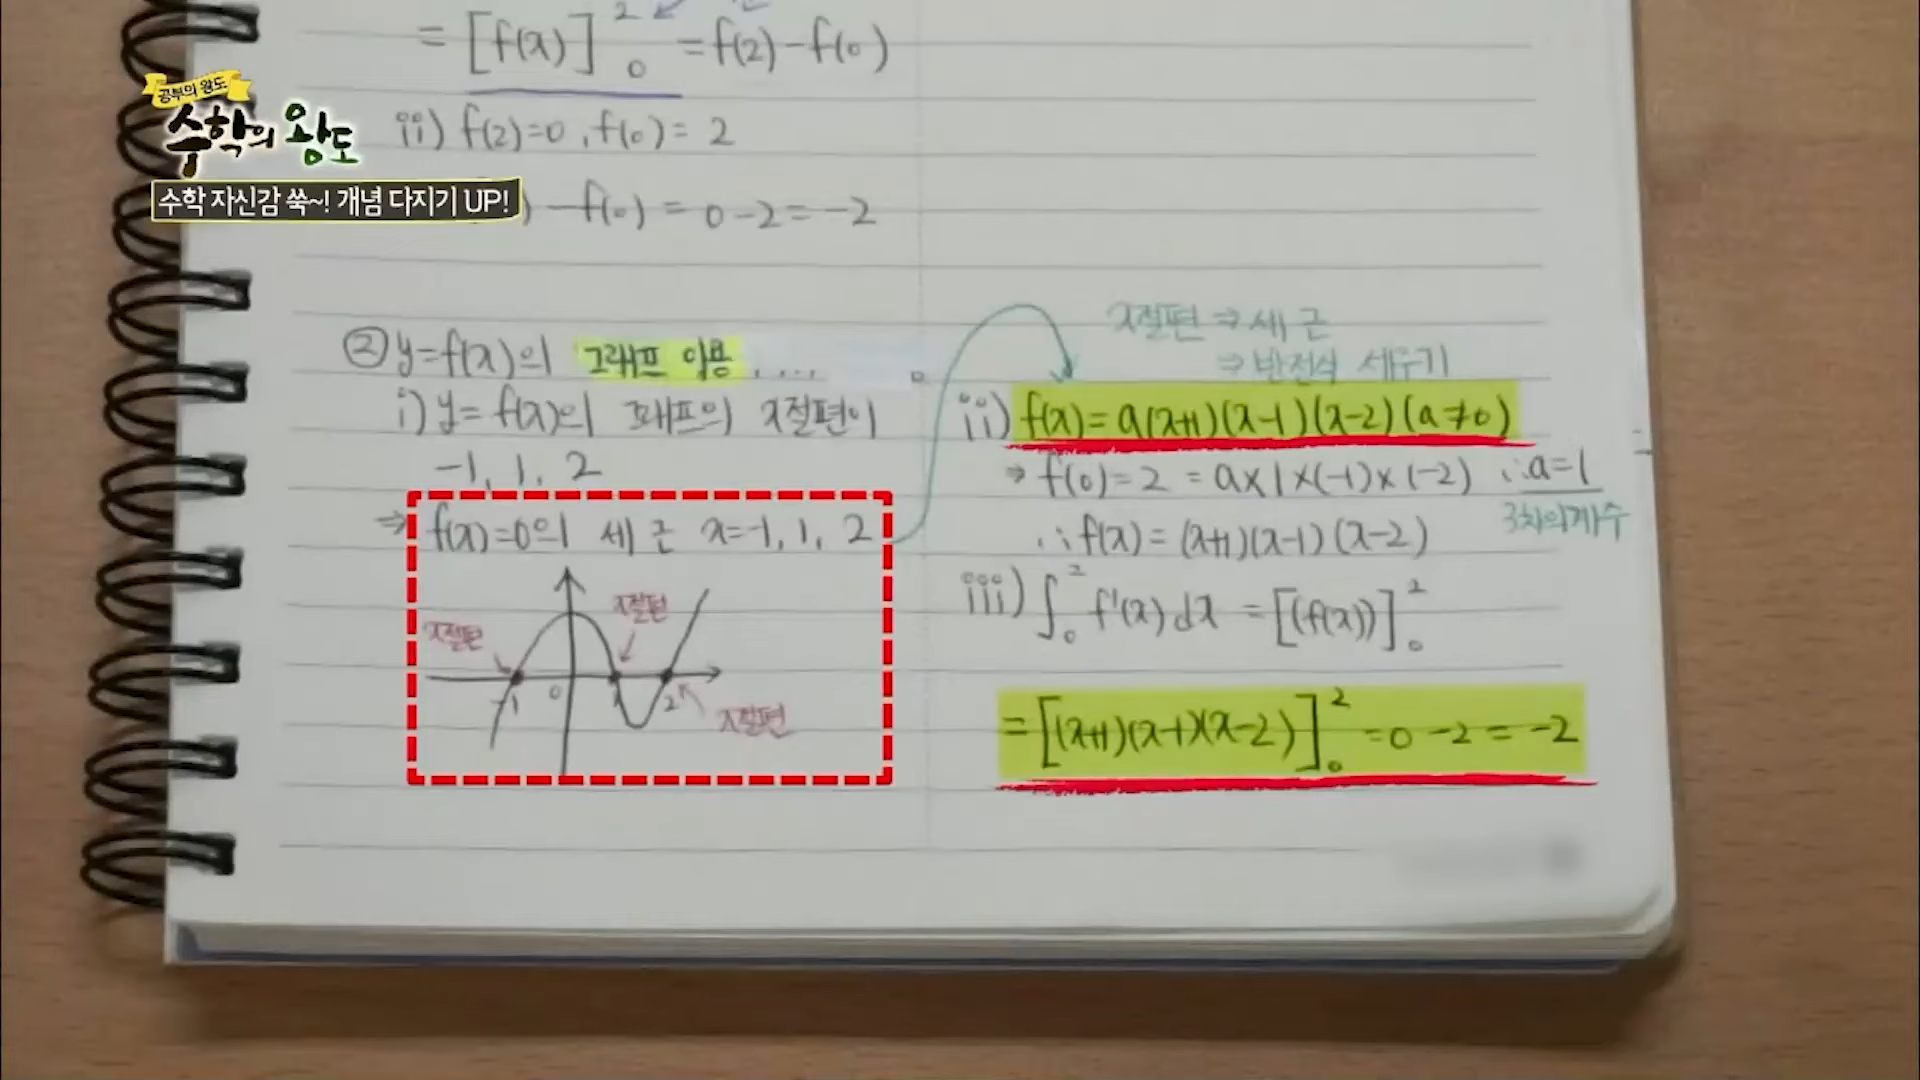 = [f(x)]²₀ = f(2)-f(0)
공부의 왕도
수학의 왕도
수학 자신감 쑥~! 개념 다지기 UP!
ii) f(2)=0, f(0)=2
) -f(0) = 0-2=-2
② y=f(x)의 그래프 이용
i) y=f(x)의 그래프의 x절편이
-1, 1, 2
⇒ f(x)=0의 세 근 x=-1, 1, 2
x절편
x절편
-1 0 1 2
x절편
x절편 ⇒ 세 근
⇒ 방정식 세우기
ii) f(x)=a(x+1)(x-1)(x-2)(a≠0)
⇒ f(0)=2 = a×1×(-1)×(-2) ∴a=1
3차의계수
∴ f(x)=(x+1)(x-1)(x-2)
iii) ∫₀² f'(x)dx = [(f(x))]²₀
= [(x+1)(x-1)(x-2)]²₀ =0-2=-2